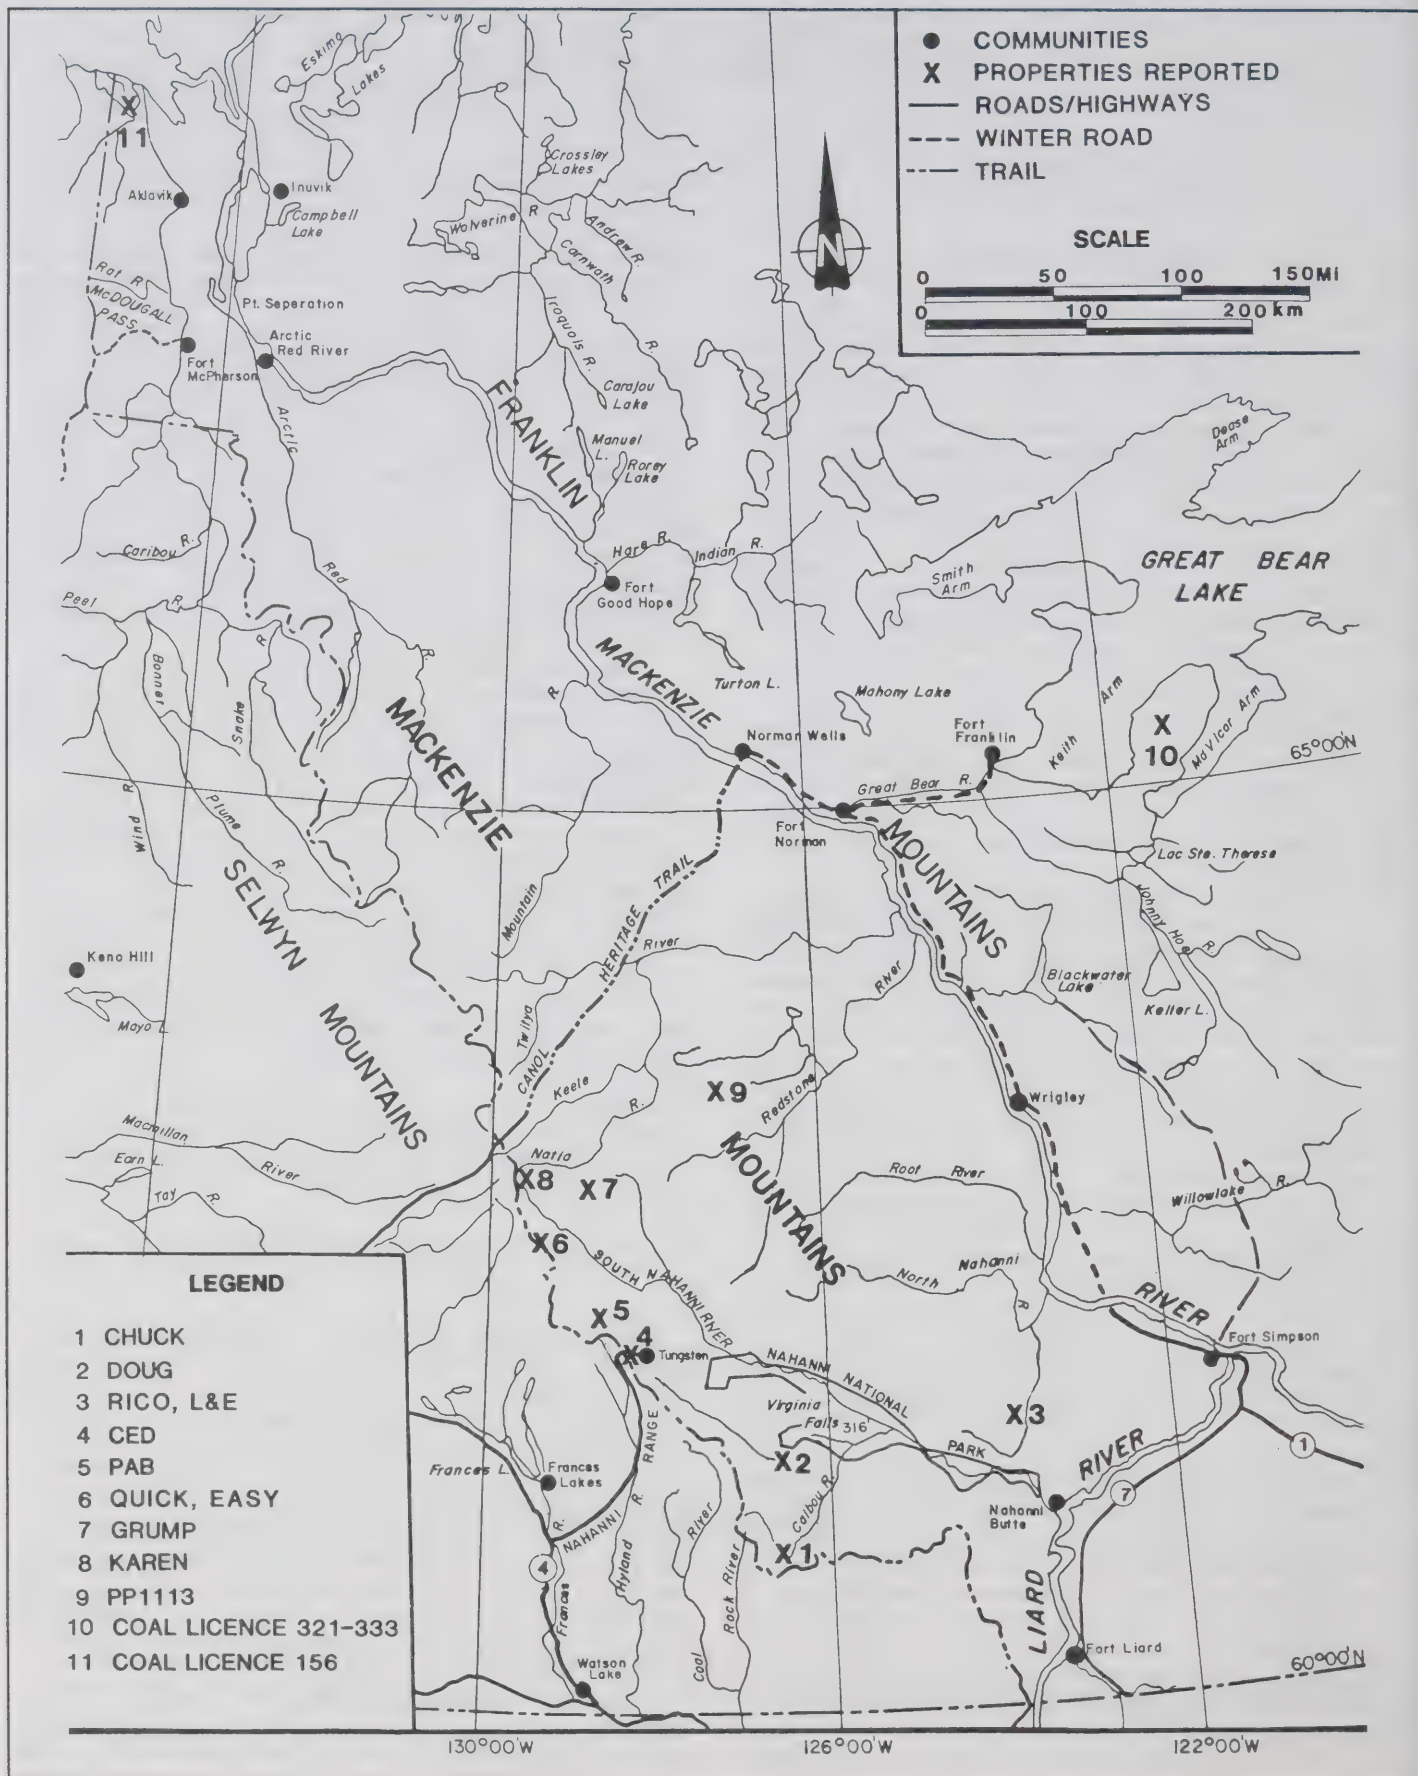 COMMUNITIES
X PROPERTIES REPORTED
ROADS/HIGHWAYS
WINTER ROAD
TRAIL
SCALE
0 50 100 150Mi
0 100 200 km
N
Eskimo
Lakes
X
11
Aklavik
Inuvik
Campbell
Lake
Crossley
Lakes
Wolverine R
Andrew R.
Carnwath
R.
Iroquois R.
Rat R
McDOUGALL
PASS
Pt. Seperation
Arctic
Red River
Fort
McPherson
Carajou
Lake
Manuel
L.
Rorey
Lake
FRANKLIN
Arctic
Red
R.
Dease
Arm
Caribou R.
Hare R.
Indian R.
Smith
Arm
GREAT BEAR
LAKE
Fort
Good Hope
Peel
R.
R
Bonnet
Snake
Plume
R.
Wind
R
MACKENZIE
Turton L.
Mahony Lake
MACKENZIE
R.
Mountain
Norman Wells
Fort
Franklin
Keith
Arm
X
10
McVicar Arm
65°00'N
Great Bear R.
Fort
Norman
MOUNTAINS
Lac Ste. Therese
SELWYN
MOUNTAINS
CANOL
HERITAGE
TRAIL
River
River
Johnny Hoe
R.
Blackwater
Lake
Keller L.
Keno Hill
Mayo L
Twitya
Keele
R.
X9
Redstone
Wrigley
Macmillan
River
Earn L.
Tay R.
Natla
X8
X7
MOUNTAINS
Root River
Willowlake R.
X6
SOUTH NAHANNI RIVER
North Nahanni
R
RIVER
Fort Simpson
X5
X4
Tungsten
NAHANNI NATIONAL
PARK
Virginia
Falls 316'
X3
X2
RIVER
1
7
Frances L.
Frances
Lakes
R.
NAHANNI
RANGE
R.
Hyland
River
Rock River
Coal
Caibou R.
X1
Nahanni
Butte
LIARD
4
Frances
Fort Liard
Watson
Lake
60°00'N
130°00'W 126°00'W 122°00'W
LEGEND
1 CHUCK
2 DOUG
3 RICO, L&E
4 CED
5 PAB
6 QUICK, EASY
7 GRUMP
8 KAREN
9 PP1113
10 COAL LICENCE 321-333
11 COAL LICENCE 156